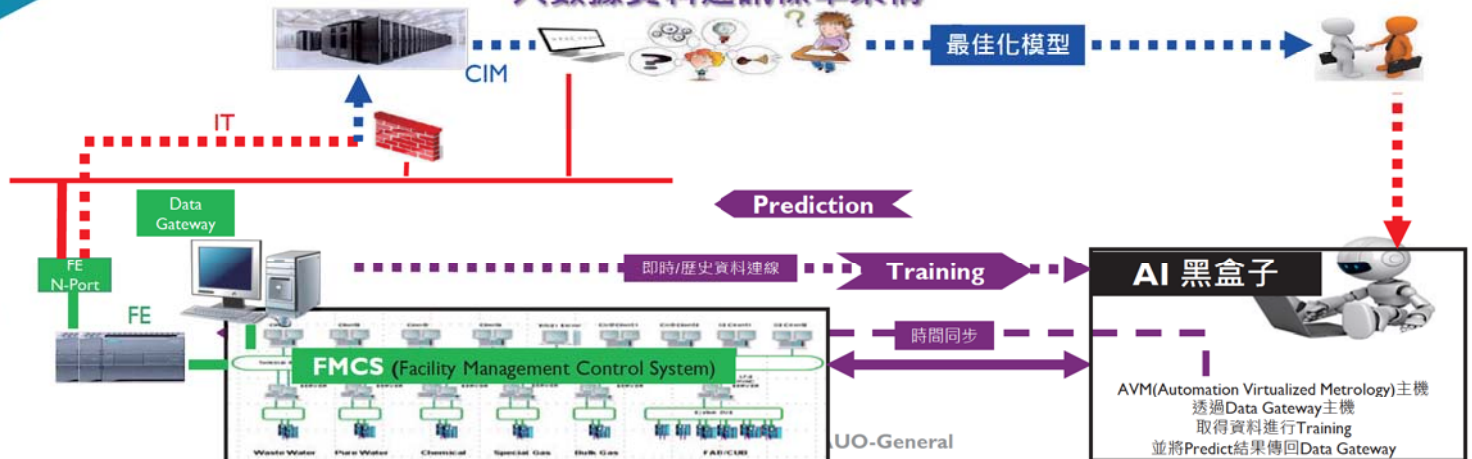 CIM
最佳化模型
IT
Data
Gateway
Prediction
FE
N-Port
即時/歷史資料連線
Training
AI 黑盒子
FE
時間同步
FMCS (Facility Management Control System)
AVM(Automation Virtualized Metrology)主機
透過Data Gateway主機
取得資料進行Training
並將Predict結果傳回Data Gateway
UO-General
Waste Water
Pure Water
Chemical
Special Gas
Bulk Gas
FAB/CUB